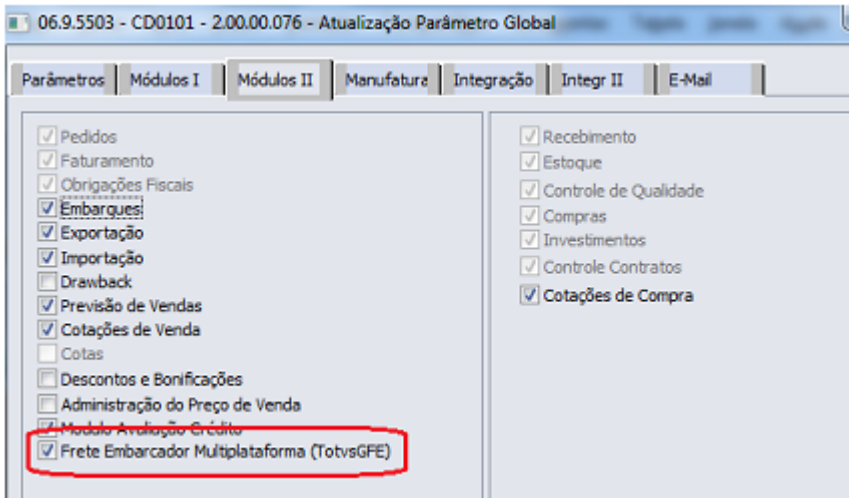 06.9.5503 - CD0101 - 2.00.00.076 - Atualização Parâmetro Global
Parâmetros Módulos I Módulos II Manufatura Integração Integr II E-Mail
Pedidos
Faturamento
Obrigações Fiscais
Embarques
Exportação
Importação
Drawback
Previsão de Vendas
Cotações de Venda
Cotas
Descontos e Bonificações
Administração do Preço de Venda
Modulo Avaliação Crédito
Frete Embarcador Multiplataforma (TotvsGFE)
Recebimento
Estoque
Controle de Qualidade
Compras
Investimentos
Controle Contratos
Cotações de Compra